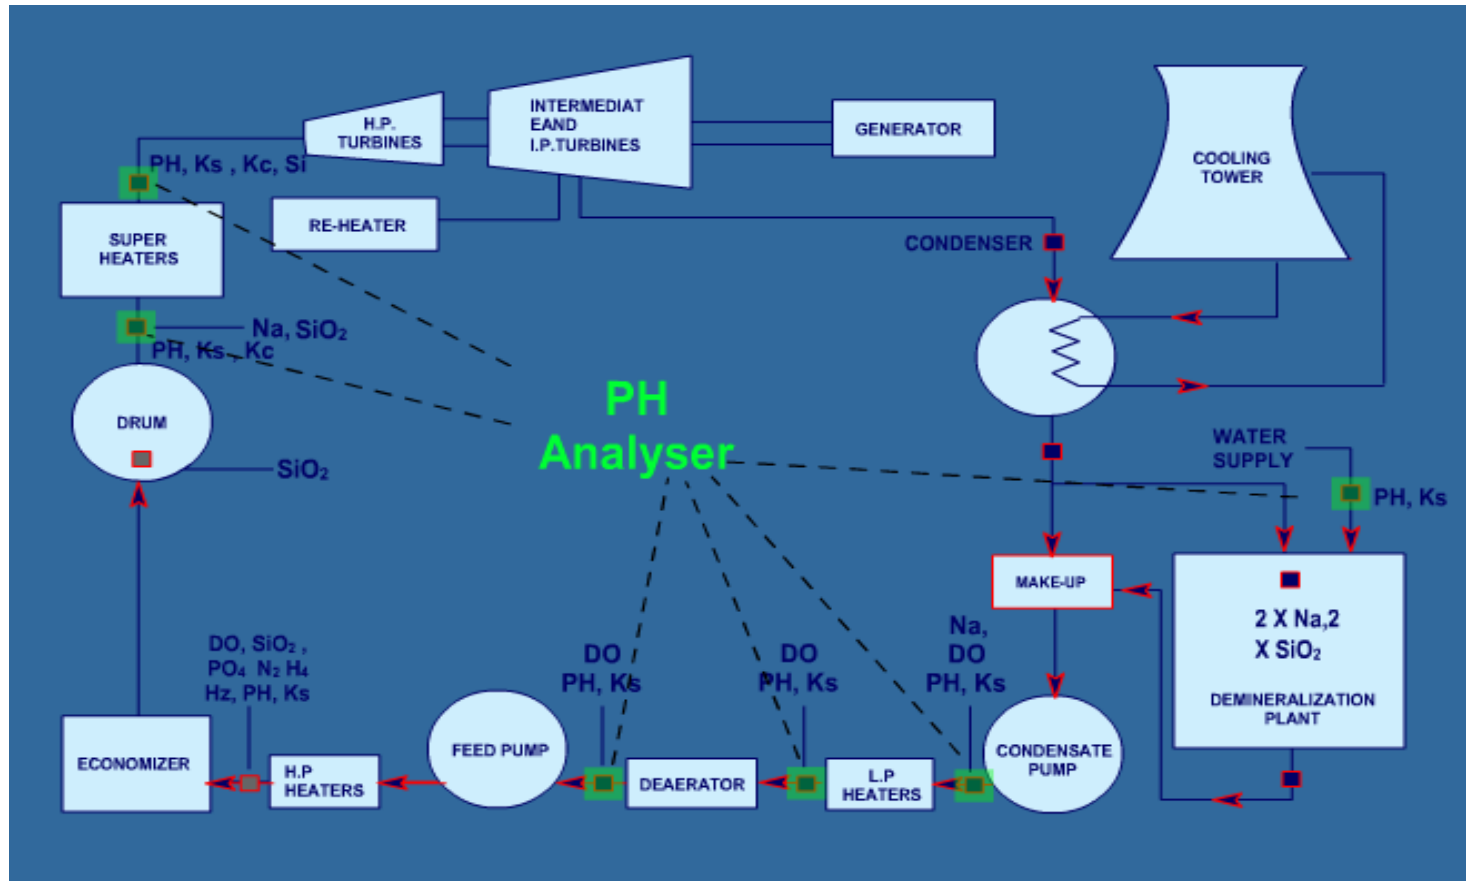 H.P.
TURBINES
INTERMEDIAT
EAND
I.P.TURBINES
GENERATOR
COOLING
TOWER
PH, Ks , Kc, Si
RE-HEATER
SUPER
HEATERS
CONDENSER
Na, SiO₂
PH, Ks , Kc
DRUM
SiO₂
PH
Analyser
WATER
SUPPLY
PH, Ks
MAKE-UP
2 X Na,2
X SiO₂
DEMINERALIZATION
PLANT
DO, SiO₂ ,
PO₄ N₂ H₄
Hz, PH, Ks
DO
PH, Ks
DO
PH, Ks
Na,
DO
PH, Ks
ECONOMIZER
H.P
HEATERS
FEED PUMP
DEAERATOR
L.P
HEATERS
CONDENSATE
PUMP